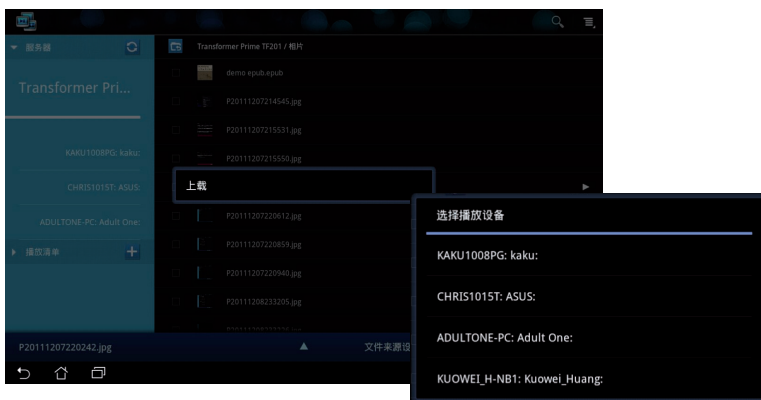 服务器
Transformer Prime TF201 / 相片
demo epub.epub
Transformer Pri...
P20111207214545.jpg
P20111207215531.jpg
KAKU1008PG: kaku:
P20111207215550.jpg
上载
CHRIS1015T: ASUS:
ADULTONE-PC: Adult One:
P20111207220612.jpg
播放清单
P20111207220859.jpg
P20111207220940.jpg
P20111208233205.jpg
P20111207220242.jpg
文件来源设
选择播放设备
KAKU1008PG: kaku:
CHRIS1015T: ASUS:
ADULTONE-PC: Adult One:
KUOWEI_H-NB1: Kuowei_Huang: